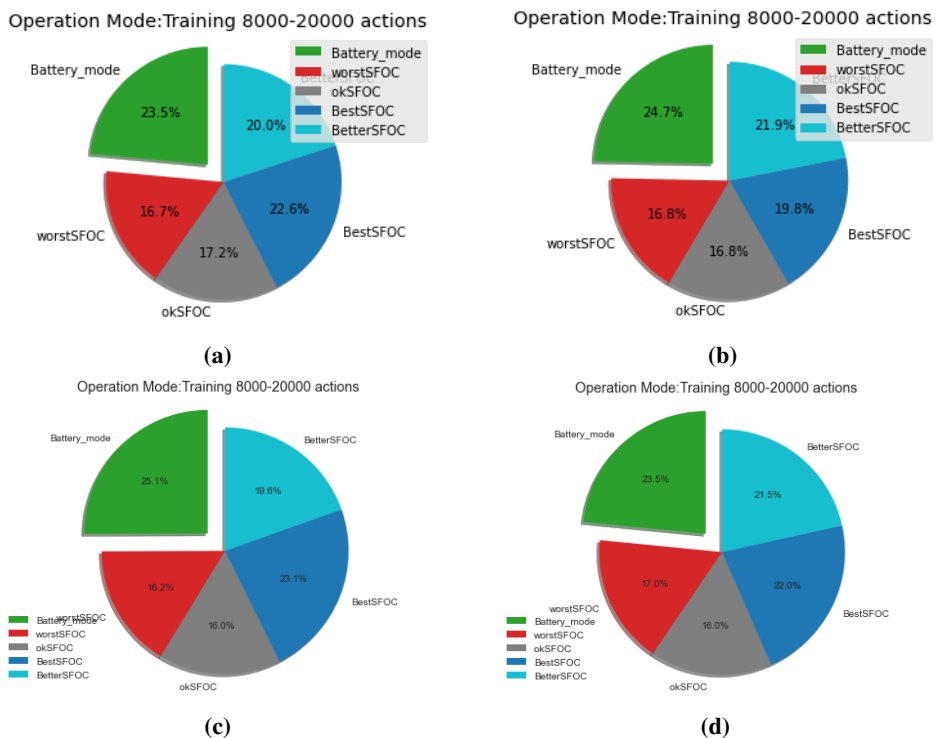 Operation Mode:Training 8000-20000 actions
Battery_mode
worstSFOC
okSFOC
BestSFOC
BetterSFOC
Battery_mode
BetterSFOC
23.5%
20.0%
16.7%
22.6%
worstSFOC
BestSFOC
17.2%
okSFOC
(a)
Operation Mode:Training 8000-20000 actions
Battery_mode
worstSFOC
okSFOC
BestSFOC
BetterSFOC
Battery_mode
BetterSFOC
24.7%
21.9%
16.8%
19.8%
worstSFOC
BestSFOC
16.8%
okSFOC
(b)
Operation Mode:Training 8000-20000 actions
Battery_mode
BetterSFOC
25.1%
19.6%
16.2%
23.1%
BestSFOC
worstSFOC
16.0%
okSFOC
Battery_mode
worstSFOC
okSFOC
BestSFOC
BetterSFOC
(c)
Operation Mode:Training 8000-20000 actions
Battery_mode
BetterSFOC
23.5%
21.5%
17.0%
22.0%
worstSFOC
BestSFOC
16.0%
okSFOC
Battery_mode
worstSFOC
okSFOC
BestSFOC
BetterSFOC
(d)